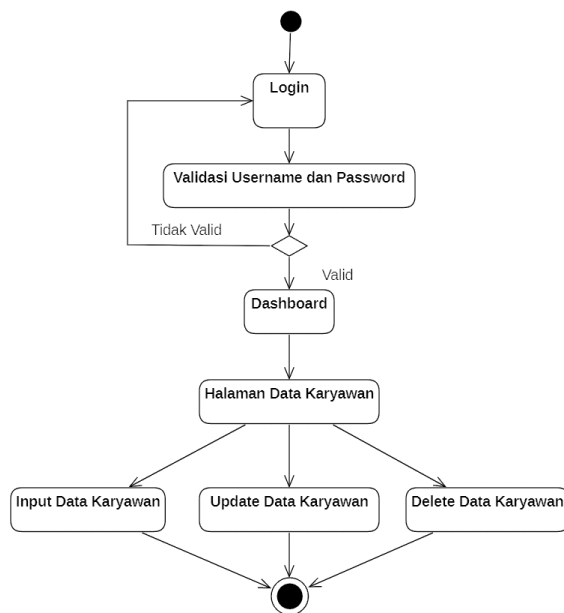 Login
Validasi Username dan Password
Tidak Valid
Valid
Dashboard
Halaman Data Karyawan
Input Data Karyawan
Update Data Karyawan
Delete Data Karyawan